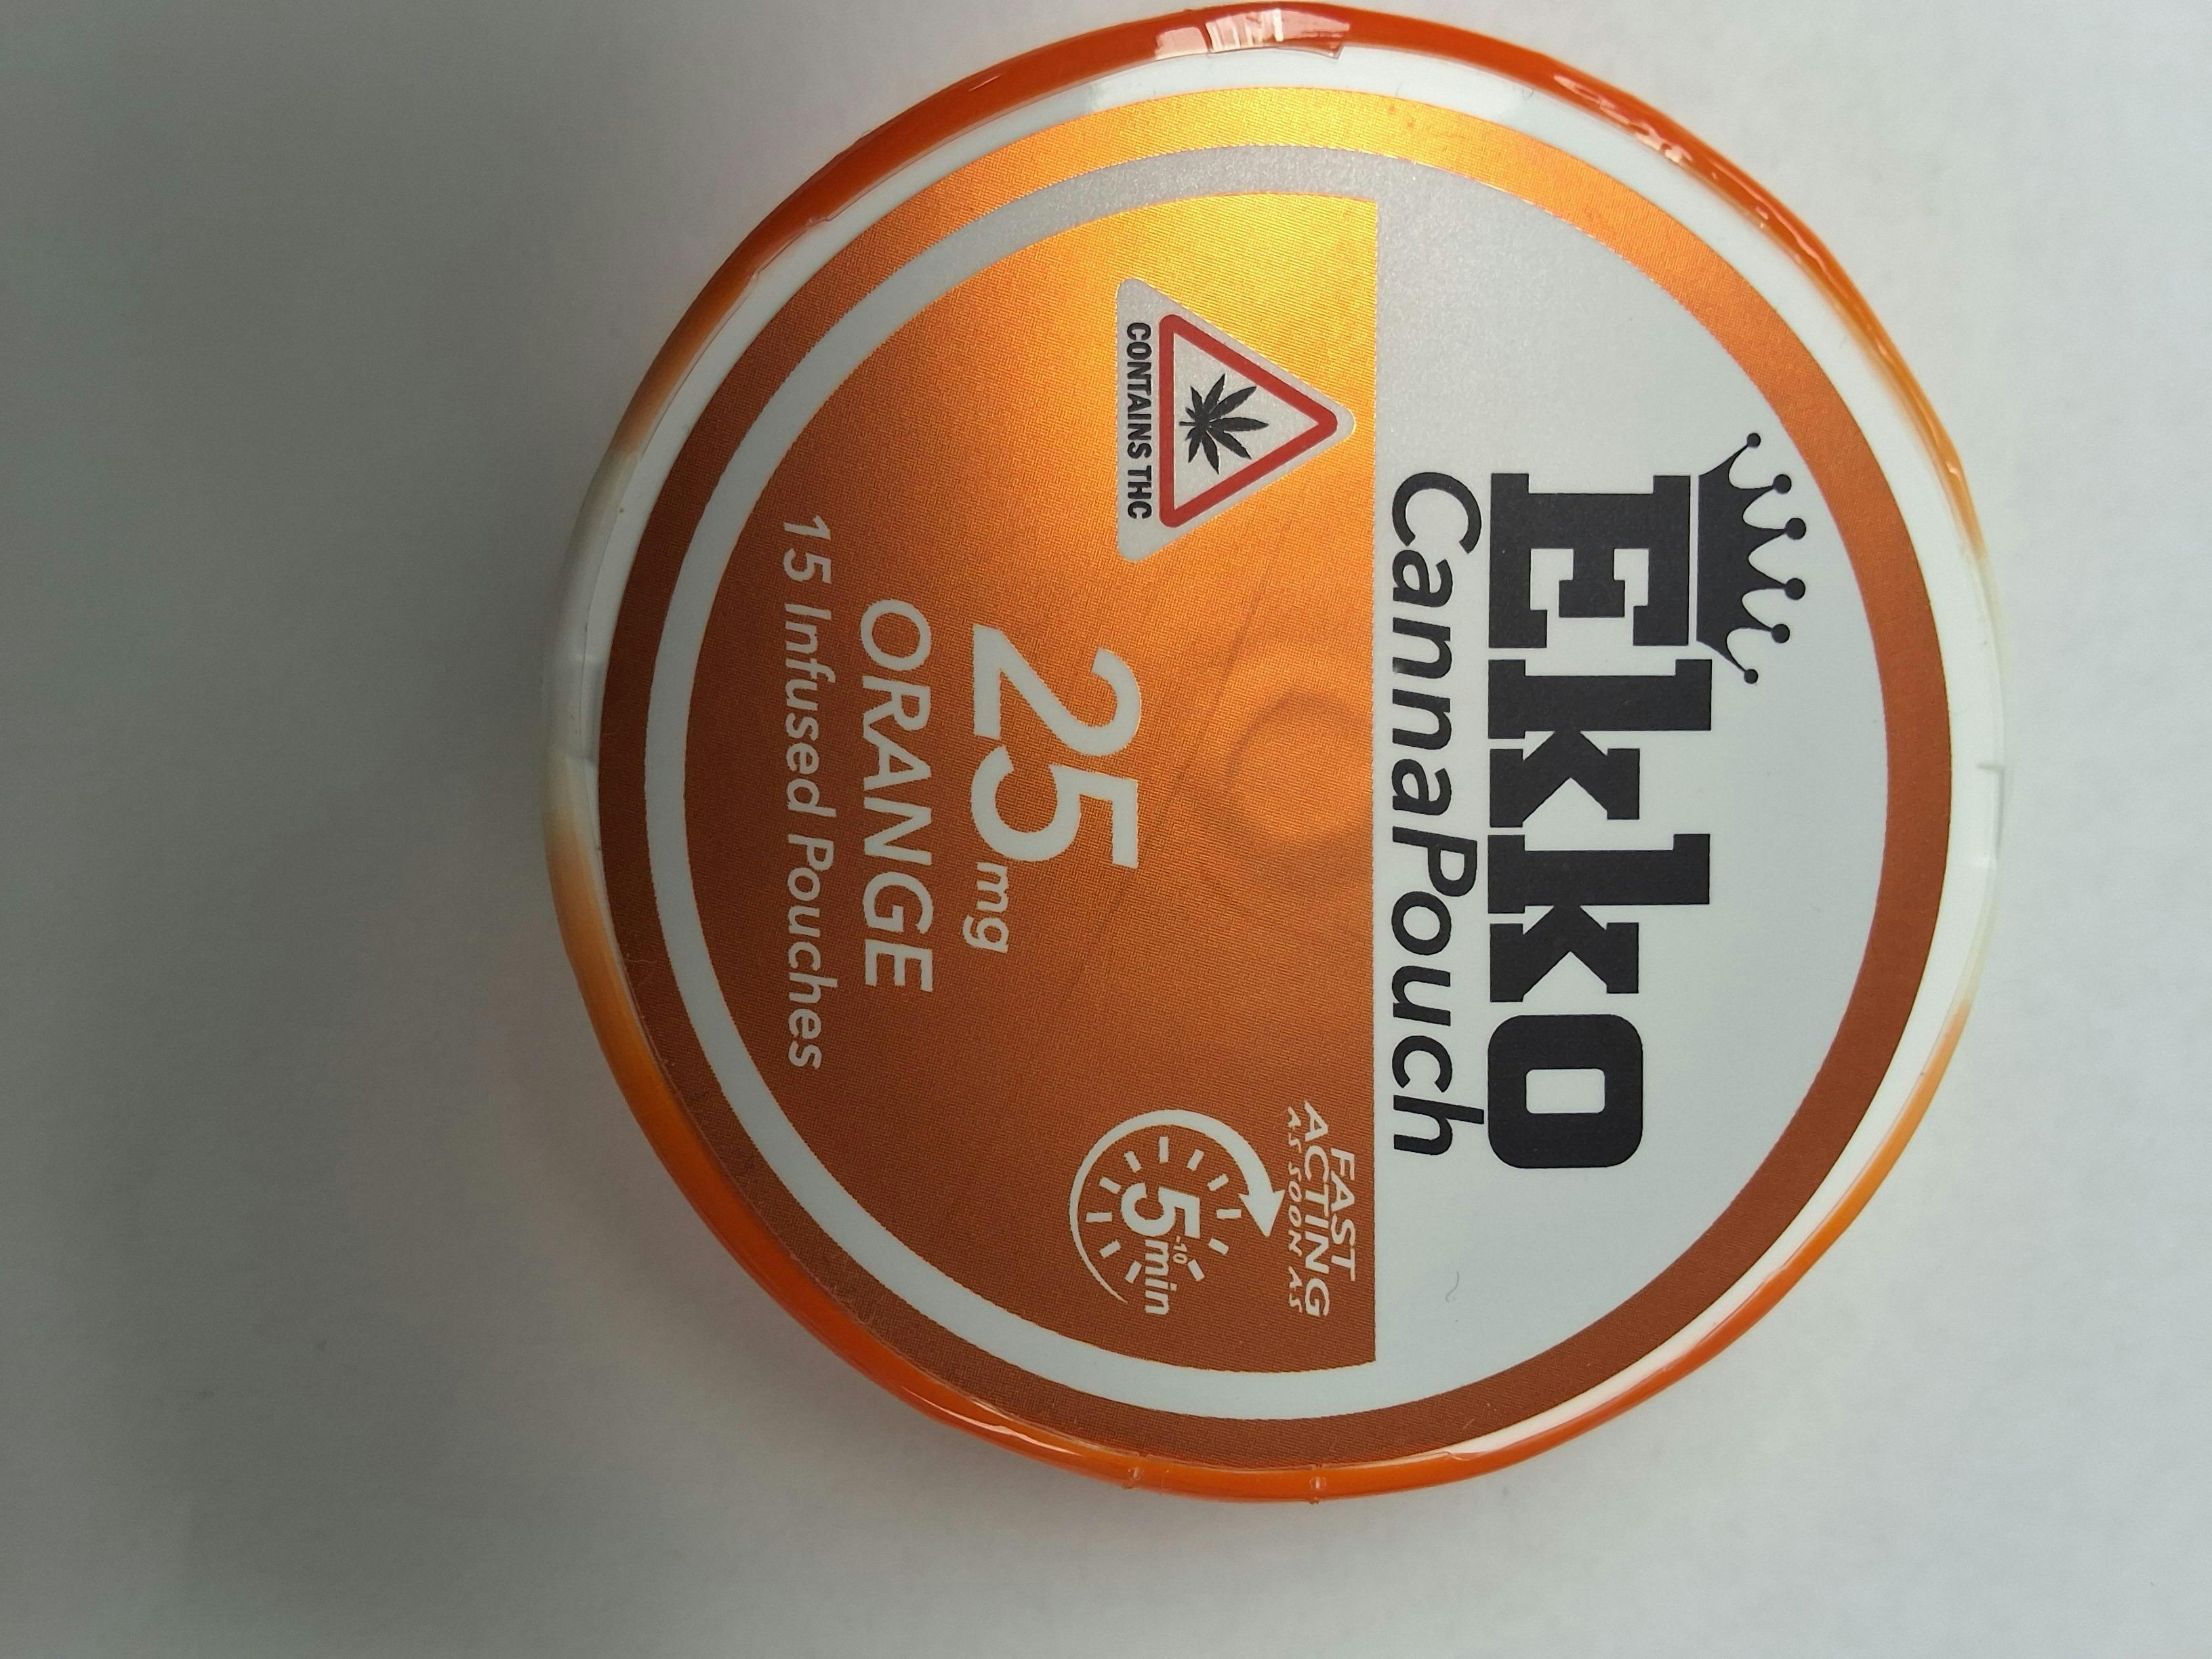 Ekko
CannaPouch
CONTAINS THC
FAST
ACTING
AS SOON AS
5-10 min
25mg
ORANGE
15 Infused Pouches